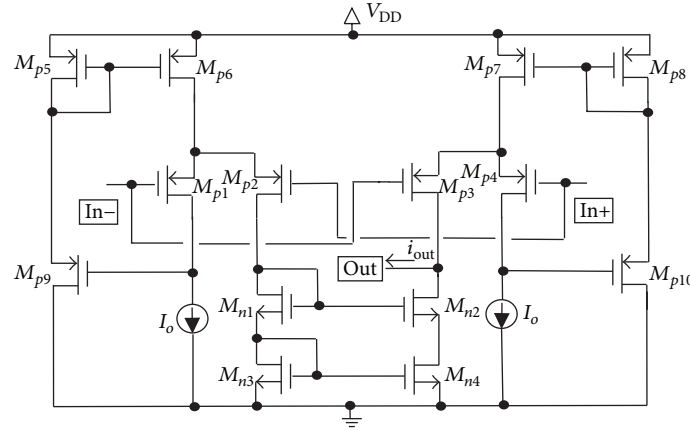 V_DD
M_p5
M_p6
M_p7
M_p8
M_p1
M_p2
M_p3
M_p4
In−
In+
i_out
Out
M_p9
M_p10
M_n1
M_n2
I_o
I_o
M_n3
M_n4